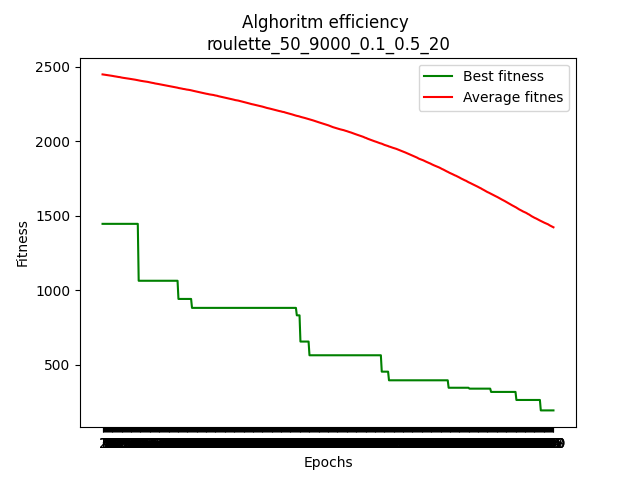 Alghoritm efficiency
roulette_50_9000_0.1_0.5_20
Best fitness
Average fitnes
2500
2000
1500
1000
500
Fitness
Epochs